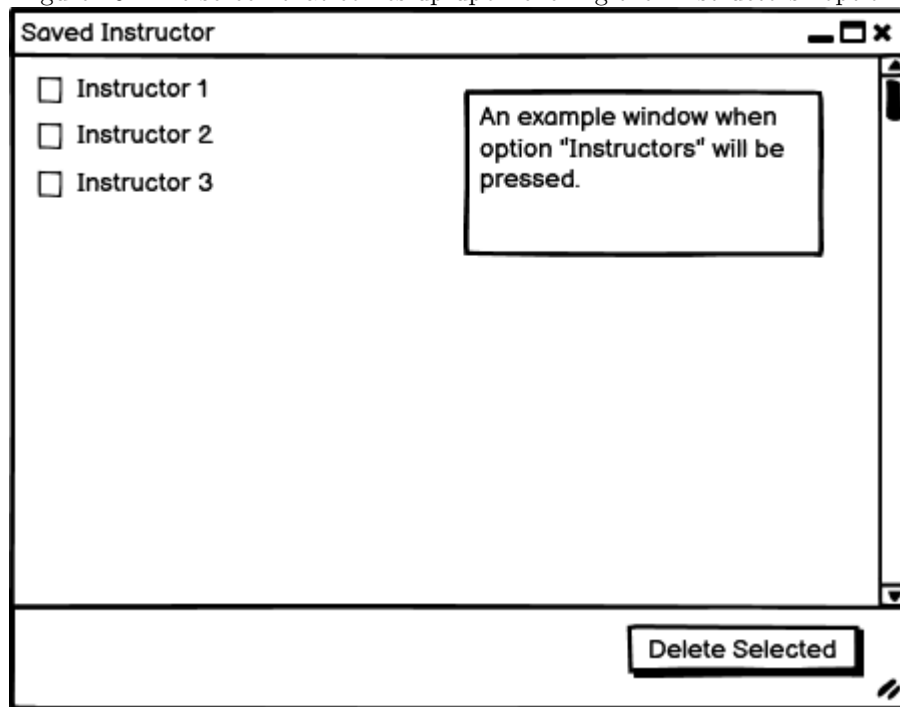 Saved Instructor
Instructor 1
Instructor 2
Instructor 3
An example window when
option "Instructors" will be
pressed.
Delete Selected